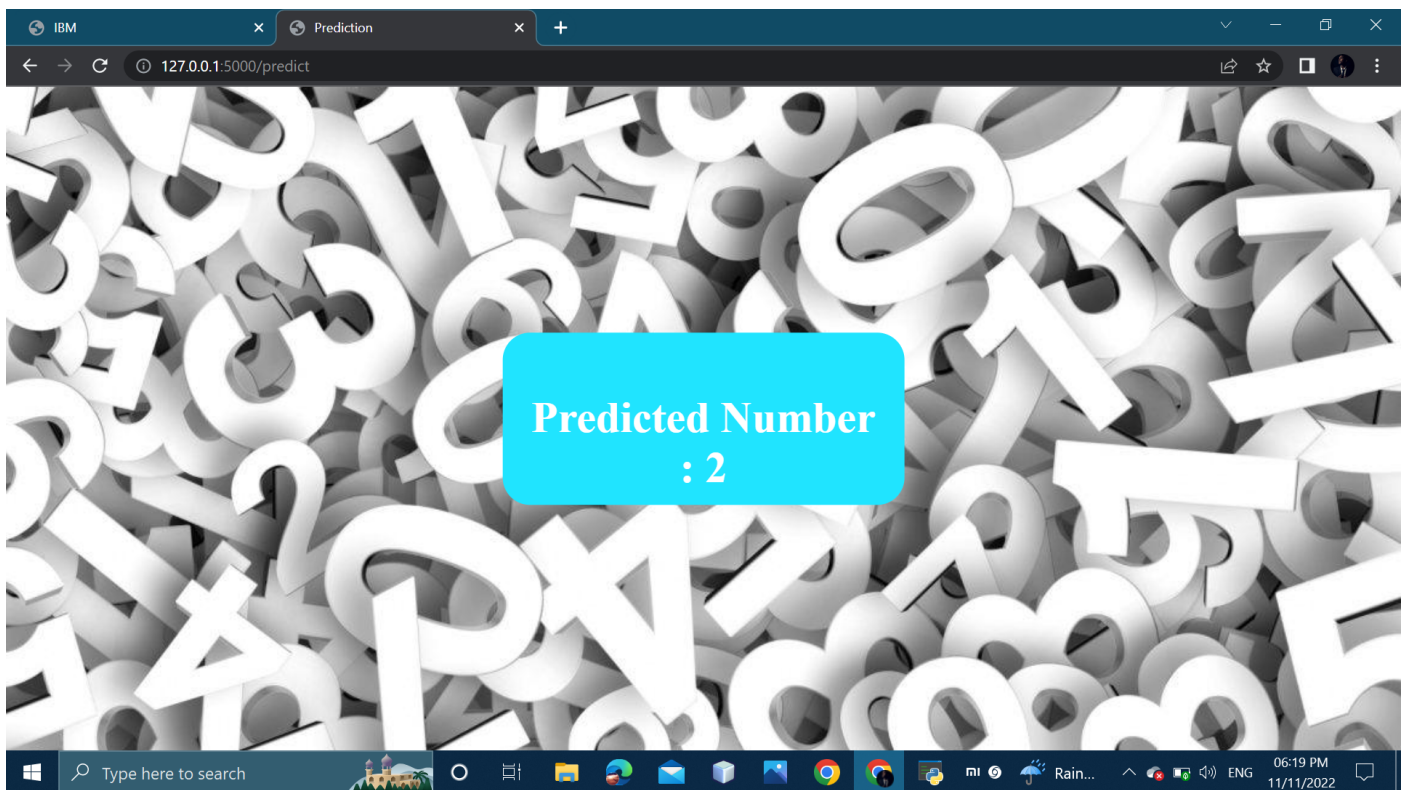 IBM
Prediction
127.0.0.1:5000/predict
Predicted Number
: 2
Type here to search
mi
Rain...
ENG
06:19 PM
11/11/2022